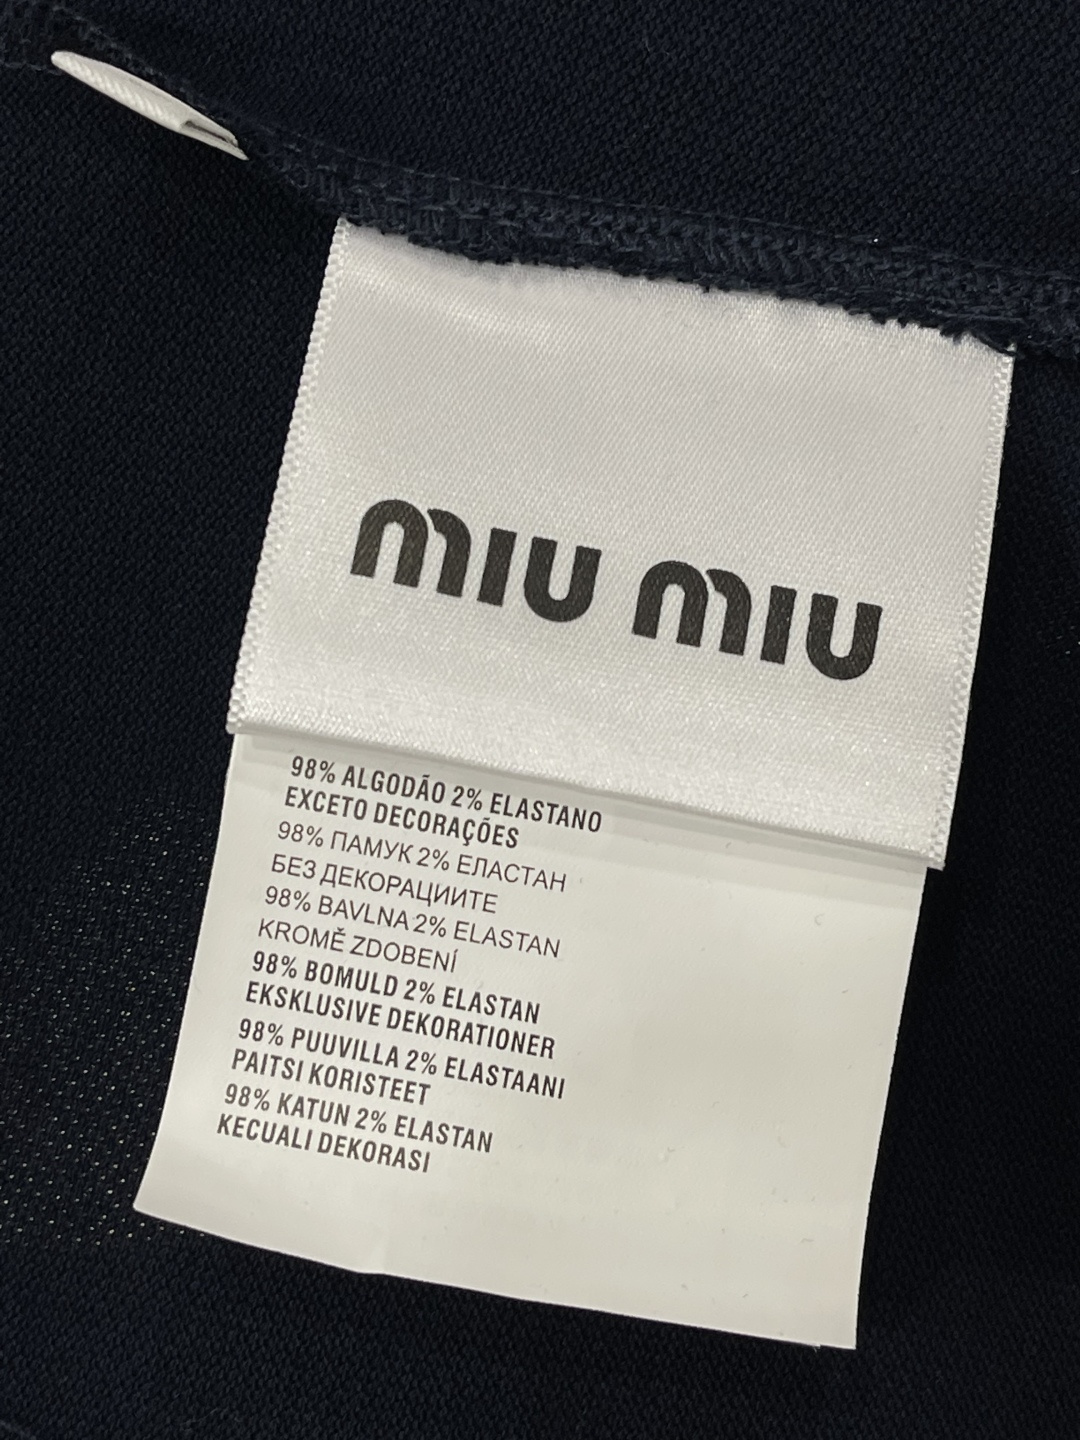 MIU MIU
98% ALGODÃO 2% ELASTANO
EXCETO DECORAÇÕES
98% ПАМУК 2% ЕЛАСТАН
БЕЗ ДЕКОРАЦИИТЕ
98% BAVLNA 2% ELASTAN
KROMĚ ZDOBENÍ
98% BOMULD 2% ELASTAN
EKSKLUSIVE DEKORATIONER
98% PUUVILLA 2% ELASTAANI
PAITSI KORISTEET
98% KATUN 2% ELASTAN
KECUALI DEKORASI